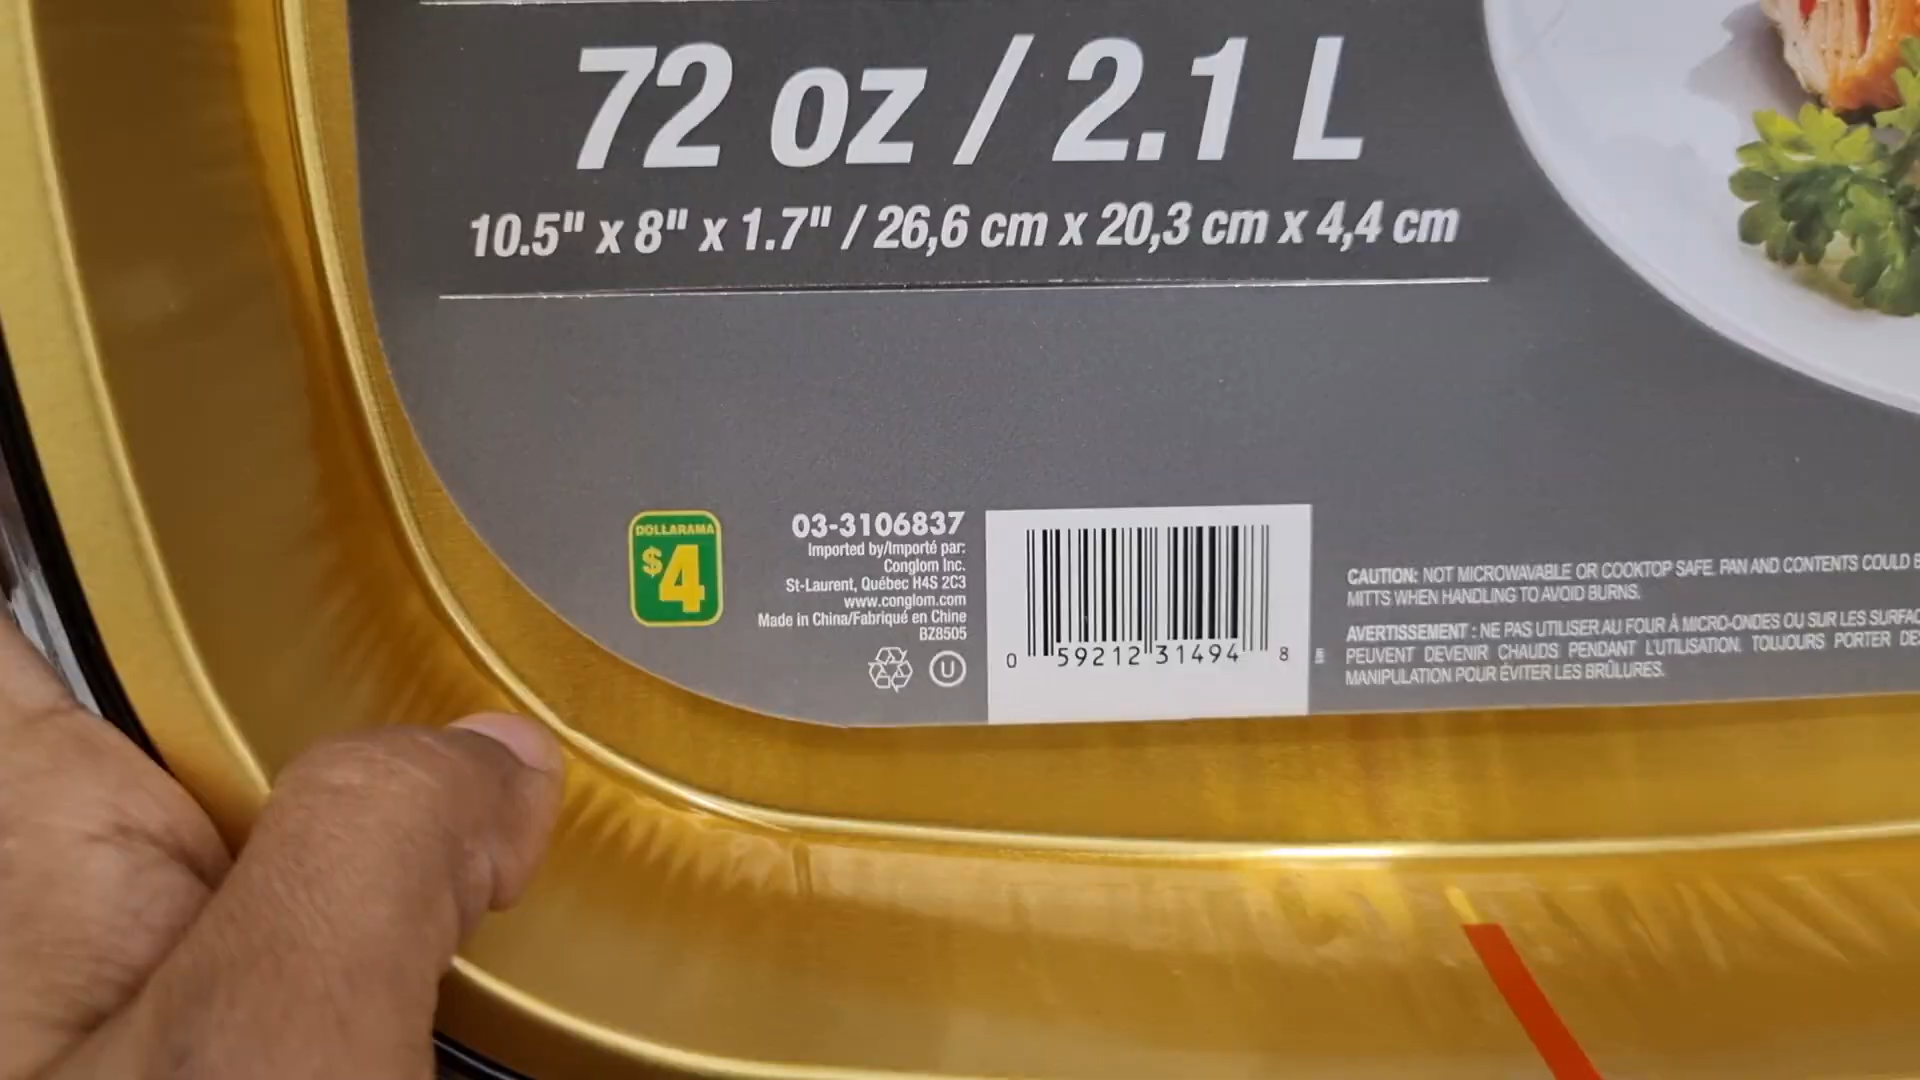 72 oz / 2.1 L
10.5" x 8" x 1.7" / 26,6 cm x 20,3 cm x 4,4 cm
DOLLARAMA
$4
03-3106837
Imported by/Importé par:
Conglom Inc.
St-Laurent, Québec H4S 2C3
www.conglom.com
Made in China/Fabriqué en Chine
BZ8505
U
0 59212 31494 8
CAUTION: NOT MICROWAVABLE OR COOKTOP SAFE. PAN AND CONTENTS COULD
MITTS WHEN HANDLING TO AVOID BURNS.
AVERTISSEMENT : NE PAS UTILISER AU FOUR À MICRO-ONDES OU SUR LES
PEUVENT DEVENIR CHAUDS PENDANT L'UTILISATION. TOUJOURS PORTER
MANIPULATION POUR ÉVITER LES BRÛLURES.